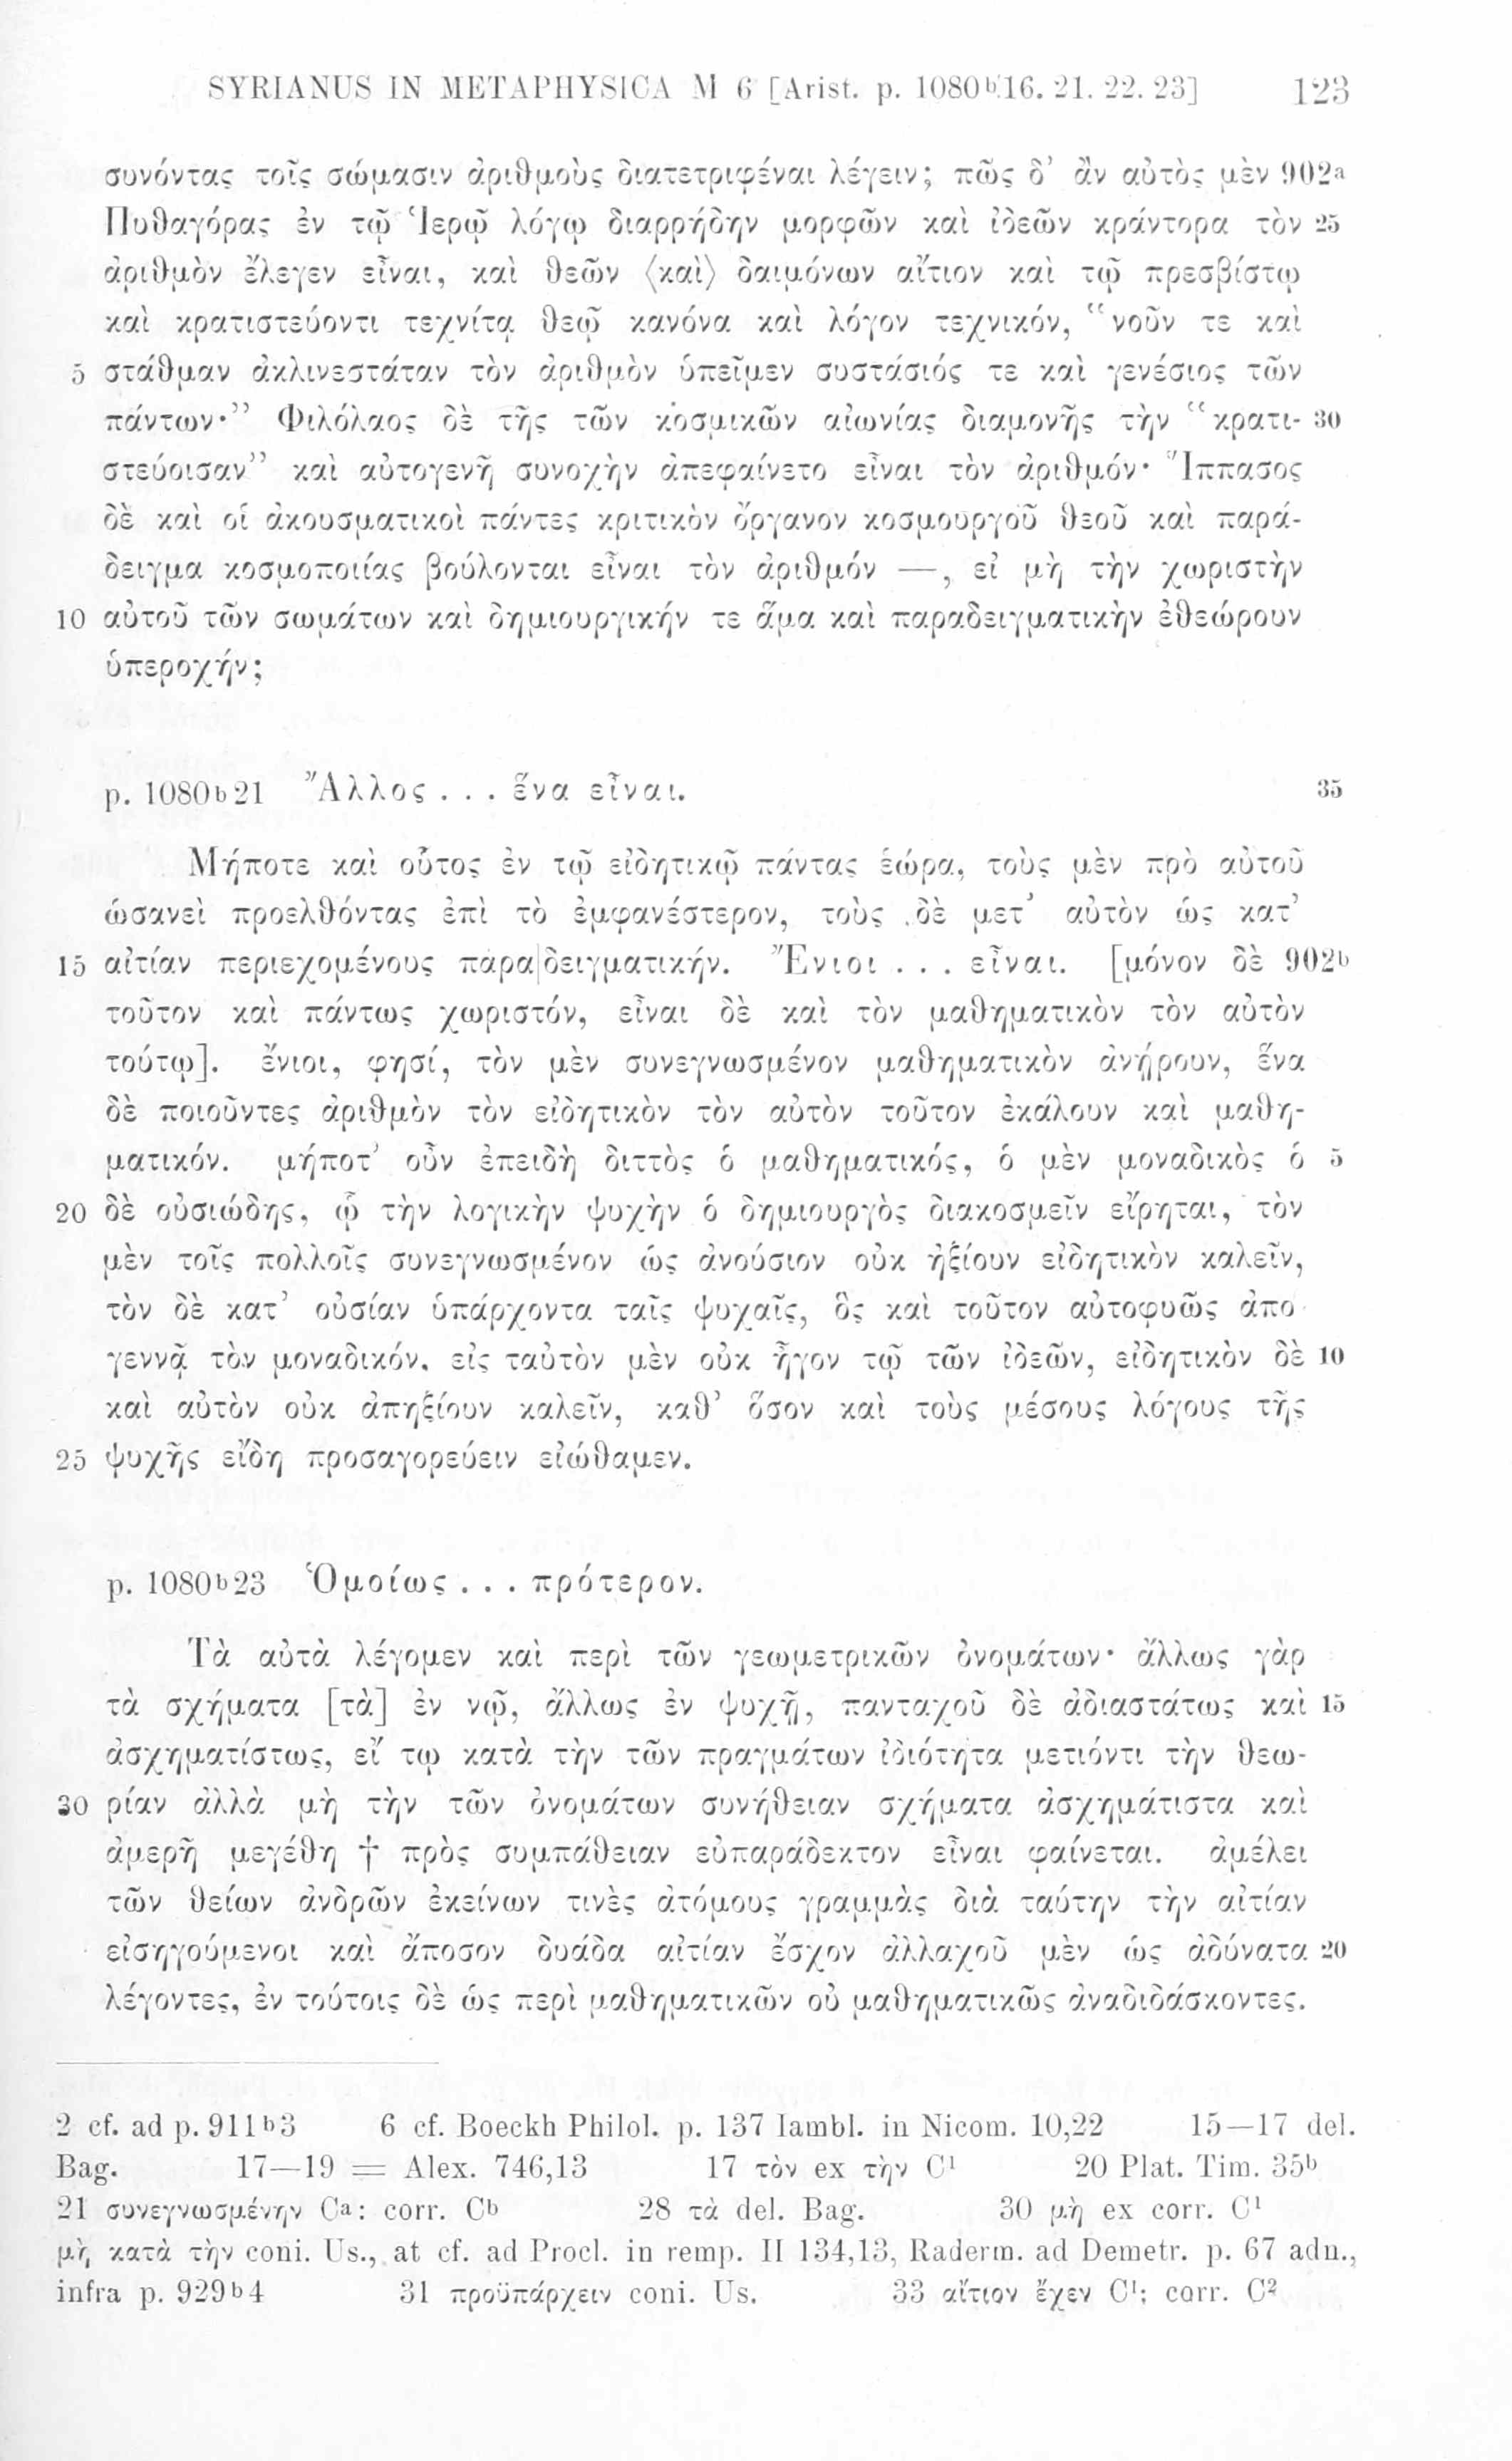 SYRIANUS IN METAPHYSICA M 6 [Arist. p. 1080b 16. 21. 22. 23] 123
συνόντας τοῖς σώμασιν ἀριθμοὺς διατετριφέναι λέγειν; πῶς δ’ ἂν αὐτὸς μὲν 902a
Πυθαγόρας ἐν τῷ Ἱερῷ λόγῳ διαρρήδην μορφῶν καὶ ἰδεῶν κράντορα τὸν 25
ἀριθμὸν ἔλεγεν εἶναι, καὶ θεῶν ⟨καὶ⟩ δαιμόνων αἴτιον καὶ τῷ πρεσβίστῳ
καὶ κρατιστεύοντι τεχνίτᾳ θεῷ κανόνα καὶ λόγον τεχνικόν, “νοῦν τε καὶ
5 στάθμαν ἀκλινεστάταν τὸν ἀριθμὸν ὑπεῖμεν συστάσιός τε καὶ γενέσιος τῶν
πάντων·” Φιλόλαος δὲ τῆς τῶν κοσμικῶν αἰωνίας διαμονῆς τὴν “κρατι- 30
στεύοισαν” καὶ αὐτογενῆ συνοχὴν ἀπεφαίνετο εἶναι τὸν ἀριθμόν· Ἵππασος
δὲ καὶ οἱ ἀκουσματικοὶ πάντες κριτικὸν ὄργανον κοσμουργοῦ θεοῦ καὶ παρά-
δειγμα κοσμοποιίας βούλονται εἶναι τὸν ἀριθμόν —, εἰ μὴ τὴν χωριστὴν
10 αὐτοῦ τῶν σωμάτων καὶ δημιουργικήν τε ἅμα καὶ παραδειγματικὴν ἐθεώρουν
ὑπεροχήν;
p. 1080b21 Ἄλλος . . . ἕνα εἶναι. 35
Μήποτε καὶ οὗτος ἐν τῷ εἰδητικῷ πάντας ἑώρα, τοὺς μὲν πρὸ αὐτοῦ
ὡσανεὶ προελθόντας ἐπὶ τὸ ἐμφανέστερον, τοὺς δὲ μετ’ αὐτὸν ὡς κατ’
15 αἰτίαν περιεχομένους παρα|δειγματικήν. Ἔνιοι . . . εἶναι. [μόνον δὲ 902b
τοῦτον καὶ πάντως χωριστόν, εἶναι δὲ καὶ τὸν μαθηματικὸν τὸν αὐτὸν
τούτῳ]. ἔνιοι, φησί, τὸν μὲν συνεγνωσμένον μαθηματικὸν ἀνῄρουν, ἕνα
δὲ ποιοῦντες ἀριθμὸν τὸν εἰδητικὸν τὸν αὐτὸν τοῦτον ἐκάλουν καὶ μαθη-
ματικόν. μήποτ’ οὖν ἐπειδὴ διττὸς ὁ μαθηματικός, ὁ μὲν μοναδικὸς ὁ 5
20 δὲ οὐσιώδης, ᾧ τὴν λογικὴν ψυχὴν ὁ δημιουργὸς διακοσμεῖν εἴρηται, τὸν
μὲν τοῖς πολλοῖς συνεγνωσμένον ὡς ἀνούσιον οὐκ ἠξίουν εἰδητικὸν καλεῖν,
τὸν δὲ κατ’ οὐσίαν ὑπάρχοντα ταῖς ψυχαῖς, ὃς καὶ τοῦτον αὐτοφυῶς ἀπο-
γεννᾷ τὸν μοναδικόν, εἰς ταὐτὸν μὲν οὐκ ἦγον τῷ τῶν ἰδεῶν, εἰδητικὸν δὲ 10
καὶ αὐτὸν οὐκ ἀπηξίουν καλεῖν, καθ’ ὅσον καὶ τοὺς μέσους λόγους τῆς
25 ψυχῆς εἴδη προσαγορεύειν εἰώθαμεν.
p. 1080b23 Ὁμοίως . . . πρότερον.
Τὰ αὐτὰ λέγομεν καὶ περὶ τῶν γεωμετρικῶν ὀνομάτων· ἄλλως γὰρ
τὰ σχήματα [τὰ] ἐν νῷ, ἄλλως ἐν ψυχῇ, πανταχοῦ δὲ ἀδιαστάτως καὶ 15
ἀσχηματίστως, εἴ τῳ κατὰ τὴν τῶν πραγμάτων ἰδιότητα μετιόντι τὴν θεω-
30 ρίαν ἀλλὰ μὴ τὴν τῶν ὀνομάτων συνήθειαν σχήματα ἀσχημάτιστα καὶ
ἀμερῆ μεγέθη † πρὸς συμπάθειαν εὐπαράδεκτον εἶναι φαίνεται. ἀμέλει
τῶν θείων ἀνδρῶν ἐκείνων τινὲς ἀτόμους γραμμὰς διὰ ταύτην τὴν αἰτίαν
εἰσηγούμενοι καὶ ἄποσον δυάδα αἰτίαν ἔσχον ἀλλαχοῦ μὲν ὡς ἀδύνατα 20
λέγοντες, ἐν τούτοις δὲ ὡς περὶ μαθηματικῶν οὐ μαθηματικῶς ἀναδιδάσκοντες.
2 cf. ad p. 911b3 6 cf. Boeckh Philol. p. 137 Iambl. in Nicom. 10,22 15—17 del.
Bag. 17—19 = Alex. 746,13 17 τὸν ex τὴν C1 20 Plat. Tim. 35b
21 συνεγνωσμένην Ca: corr. Cb 28 τὰ del. Bag. 30 μὴ ex corr. C1
μὴ κατὰ τὴν coni. Us., at cf. ad Procl. in remp. II 134,13, Raderm. ad Demetr. p. 67 adn.,
infra p. 929b4 31 προϋπάρχειν coni. Us. 33 αἴτιον ἔχεν C1; corr. C2